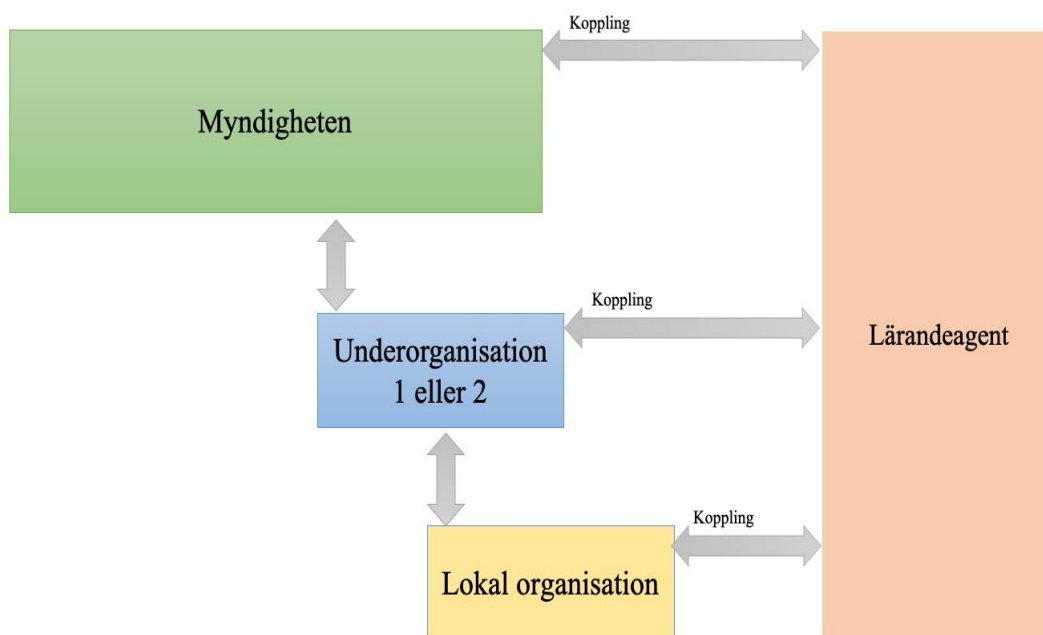 Koppling
Myndigheten
Koppling
Underorganisation
1 eller 2
Lärandeagent
Koppling
Lokal organisation